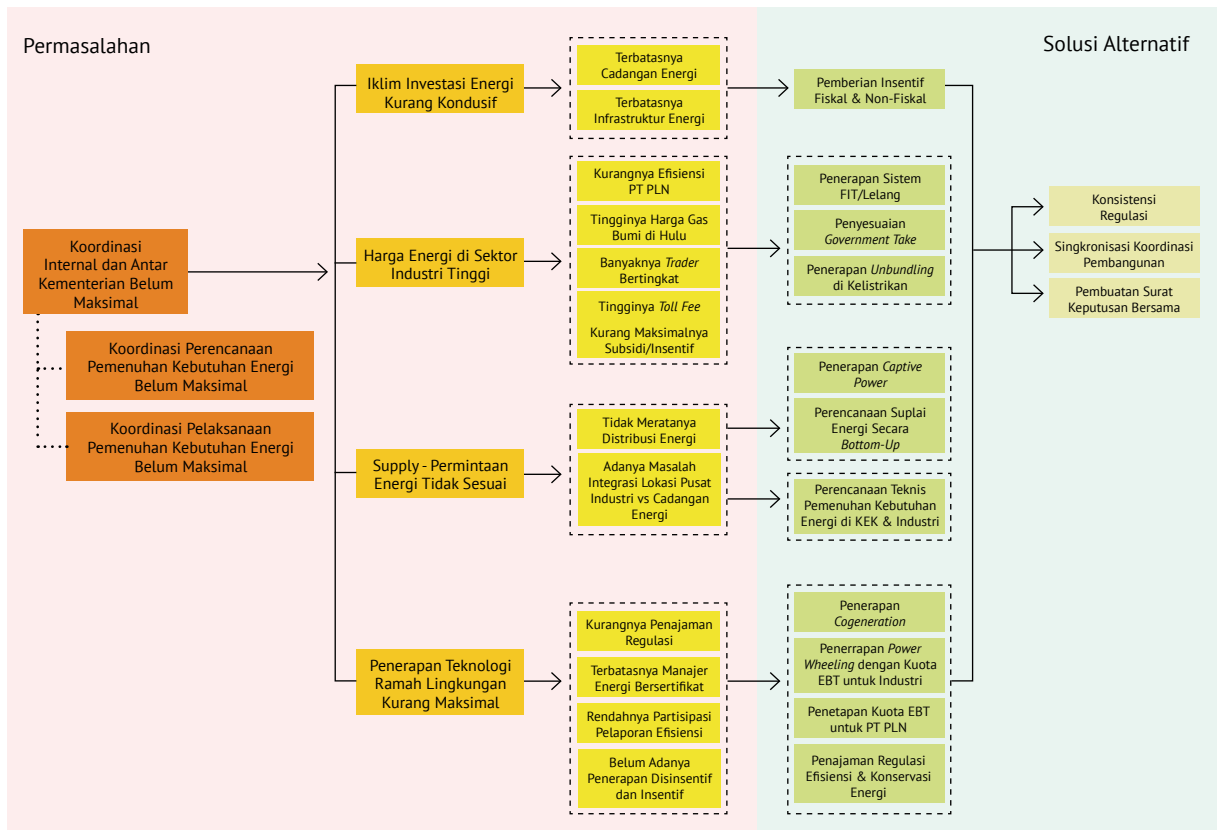 Permasalahan
Solusi Alternatif
Koordinasi
Internal dan Antar
Kementerian Belum
Maksimal
Koordinasi Perencanaan
Pemenuhan Kebutuhan Energi
Belum Maksimal
Koordinasi Pelaksanaan
Pemenuhan Kebutuhan Energi
Belum Maksimal
Iklim Investasi Energi
Kurang Kondusif
Terbatasnya
Cadangan Energi
Terbatasnya
Infrastruktur Energi
Pemberian Insentif
Fiskal & Non-Fiskal
Harga Energi di Sektor
Industri Tinggi
Kurangnya Efisiensi
PT PLN
Tingginya Harga Gas
Bumi di Hulu
Banyaknya Trader
Bertingkat
Tingginya Toll Fee
Kurang Maksimalnya
Subsidi/Insentif
Penerapan Sistem
FIT/Lelang
Penyesuaian
Government Take
Penerapan Unbundling
di Kelistrikan
Supply - Permintaan
Energi Tidak Sesuai
Tidak Meratanya
Distribusi Energi
Adanya Masalah
Integrasi Lokasi Pusat
Industri vs Cadangan
Energi
Penerapan Captive
Power
Perencanaan Suplai
Energi Secara
Bottom-Up
Perencanaan Teknis
Pemenuhan Kebutuhan
Energi di KEK & Industri
Penerapan Teknologi
Ramah Lingkungan
Kurang Maksimal
Kurangnya Penajaman
Regulasi
Terbatasnya Manajer
Energi Bersertifikat
Rendahnya Partisipasi
Pelaporan Efisiensi
Belum Adanya
Penerapan Disinsentif
dan Insentif
Penerapan
Cogeneration
Penerrapan Power
Wheeling dengan Kuota
EBT untuk Industri
Penetapan Kuota EBT
untuk PT PLN
Penajaman Regulasi
Efisiensi & Konservasi
Energi
Konsistensi
Regulasi
Singkronisasi Koordinasi
Pembangunan
Pembuatan Surat
Keputusan Bersama